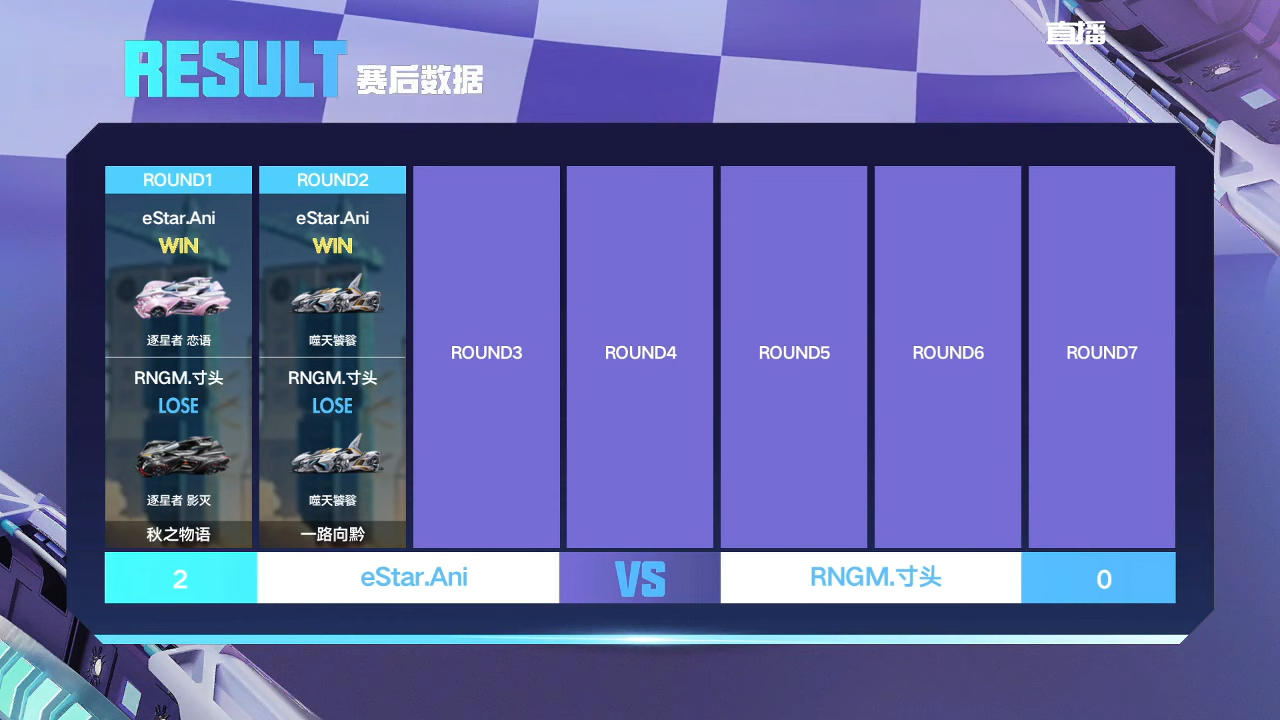 直播
RESULT 赛后数据
ROUND1
eStar.Ani
WIN
逐星者 恋语
RNGM.寸头
LOSE
逐星者 影灭
秋之物语
ROUND2
eStar.Ani
WIN
噬天饕餮
RNGM.寸头
LOSE
噬天饕餮
一路向黔
ROUND3
ROUND4
ROUND5
ROUND6
ROUND7
2 eStar.Ani VS RNGM.寸头 0